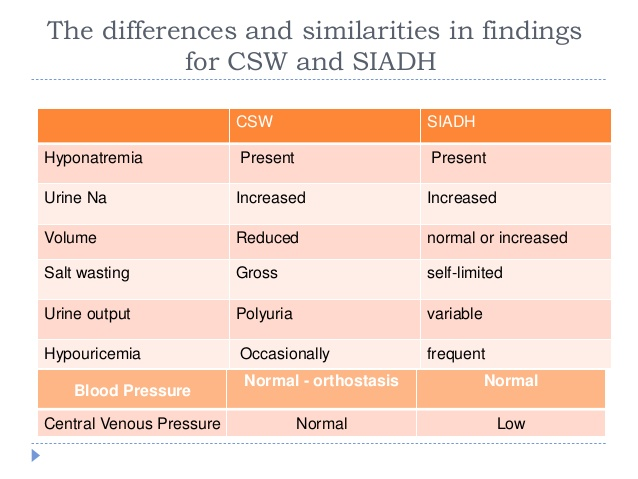 The differences and similarities in findings
for CSW and SIADH
CSW SIADH
Hyponatremia Present Present
Urine Na Increased Increased
Volume Reduced normal or increased
Salt wasting Gross self-limited
Urine output Polyuria variable
Hypouricemia Occasionally frequent
Blood Pressure Normal - orthostasis Normal
Central Venous Pressure Normal Low